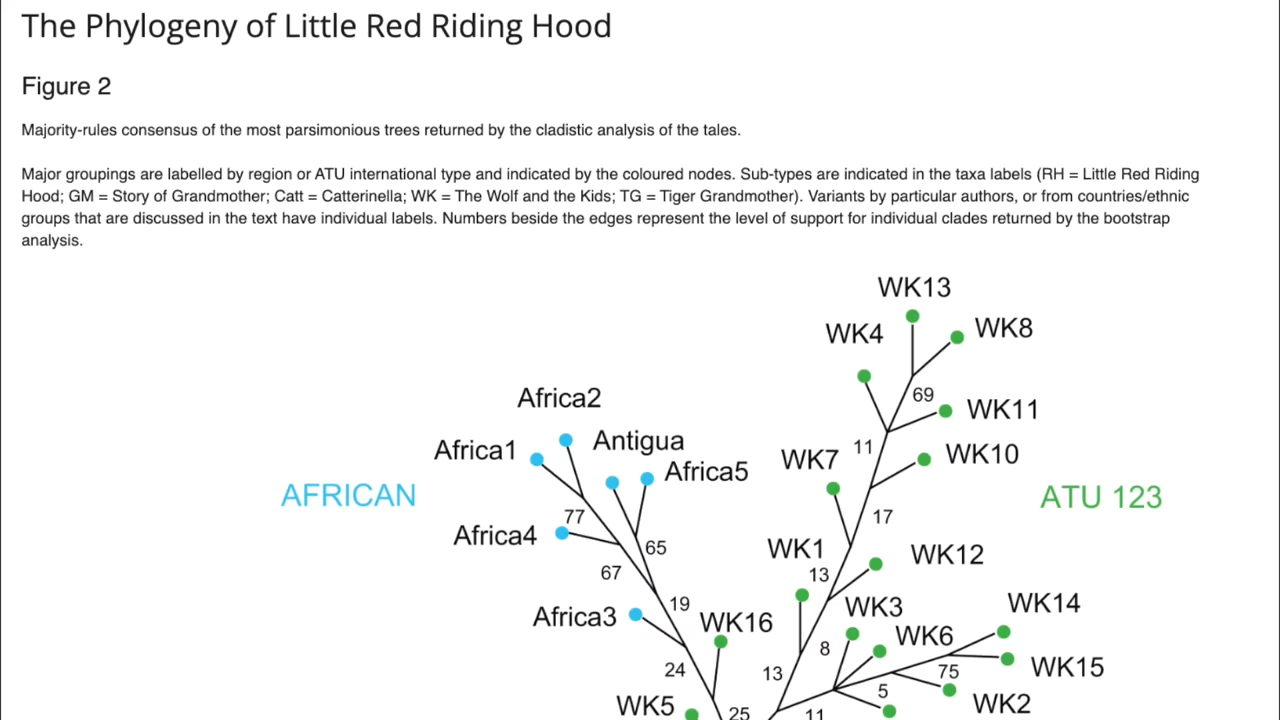 The Phylogeny of Little Red Riding Hood
Figure 2
Majority-rules consensus of the most parsimonious trees returned by the cladistic analysis of the tales.
Major groupings are labelled by region or ATU international type and indicated by the coloured nodes. Sub-types are indicated in the taxa labels (RH = Little Red Riding
Hood; GM = Story of Grandmother; Catt = Catterinella; WK = The Wolf and the Kids; TG = Tiger Grandmother). Variants by particular authors, or from countries/ethnic
groups that are discussed in the text have individual labels. Numbers beside the edges represent the level of support for individual clades returned by the bootstrap
analysis.
WK13
WK4
WK8
Africa2
69
WK11
Africa1
Antigua
11
WK10
WK7
Africa5
AFRICAN
ATU 123
77
17
Africa4
65
WK1
WK12
67
13
19
WK3
WK14
Africa3
WK16
WK6
8
WK15
24
13
75
5
WK2
WK5
25
11